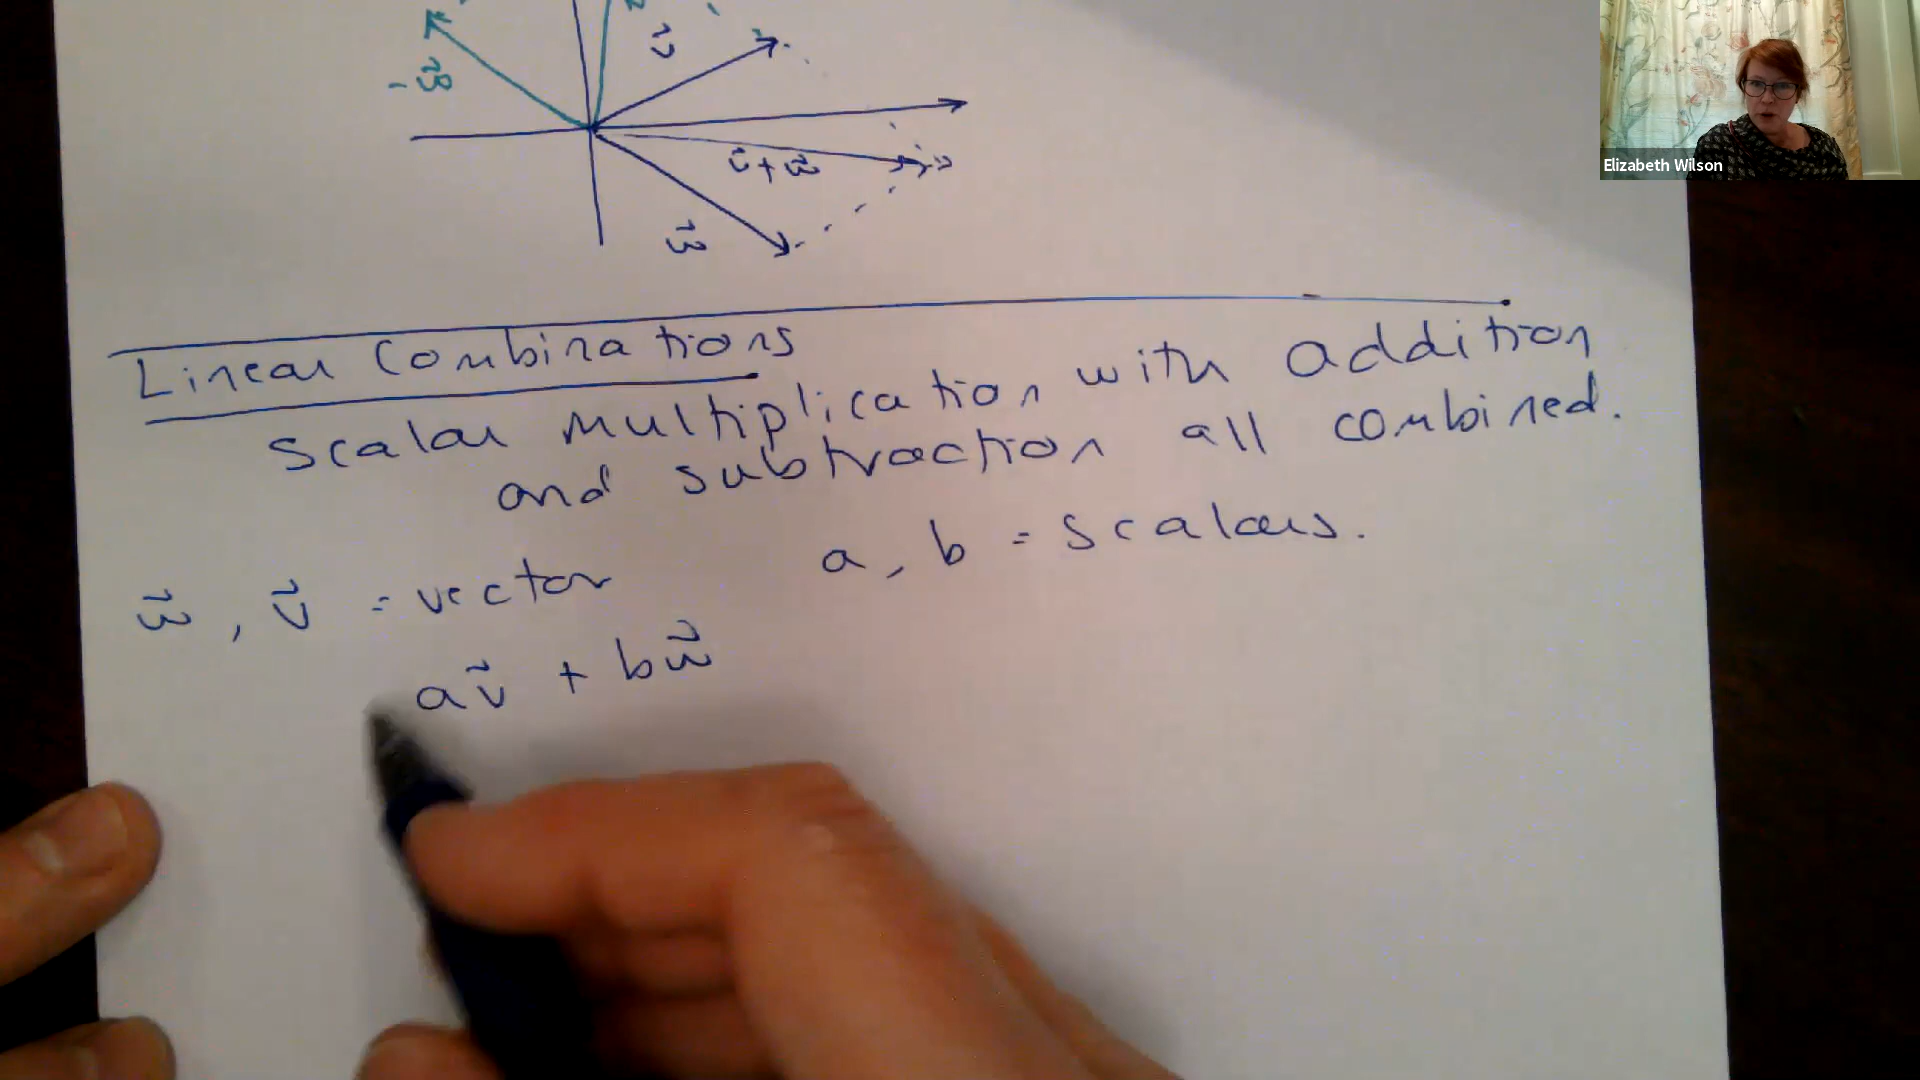 v⃗
-w⃗
v⃗+w⃗
w⃗
Elizabeth Wilson
Linear Combinations
Scalar multiplication with addition
and subtraction all combined.
w⃗, v⃗ = vector a, b = scalars.
av⃗ + bw⃗